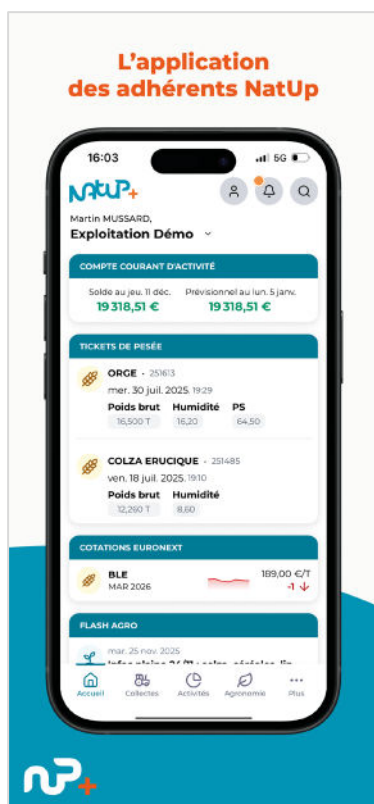 L'application
des adhérents NatUp
16:03 5G
NatUP+
Martin MUSSARD,
Exploitation Démo
COMPTE COURANT D'ACTIVITÉ
Solde au jeu. 11 déc. Prévisionnel au lun. 5 janv.
19 318,51 € 19 318,51 €
TICKETS DE PESÉE
ORGE - 251613
mer. 30 juil. 2025, 19:29
Poids brut Humidité PS
16,500 T 16,20 64,50
COLZA ERUCIQUE - 251485
ven. 18 juil. 2025, 19:10
Poids brut Humidité
12,260 T 8,60
COTATIONS EURONEXT
BLE 189,00 €/T
MAR 2026 -1
FLASH AGRO
mar. 25 nov. 2025
Accueil Collectes Activités Agronomie Plus
nP+